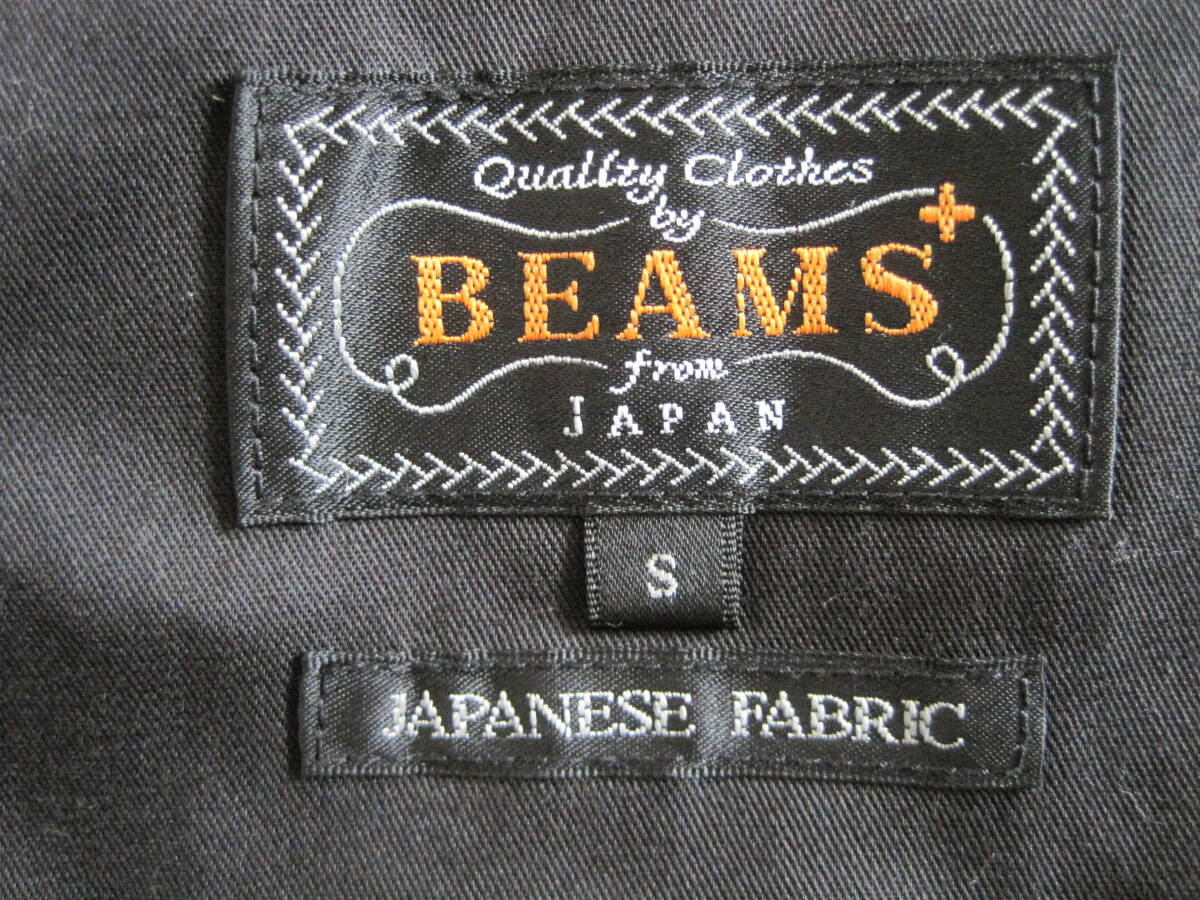 Quality Clothes
by
BEAMS+
from
JAPAN
S
JAPANESE FABRIC